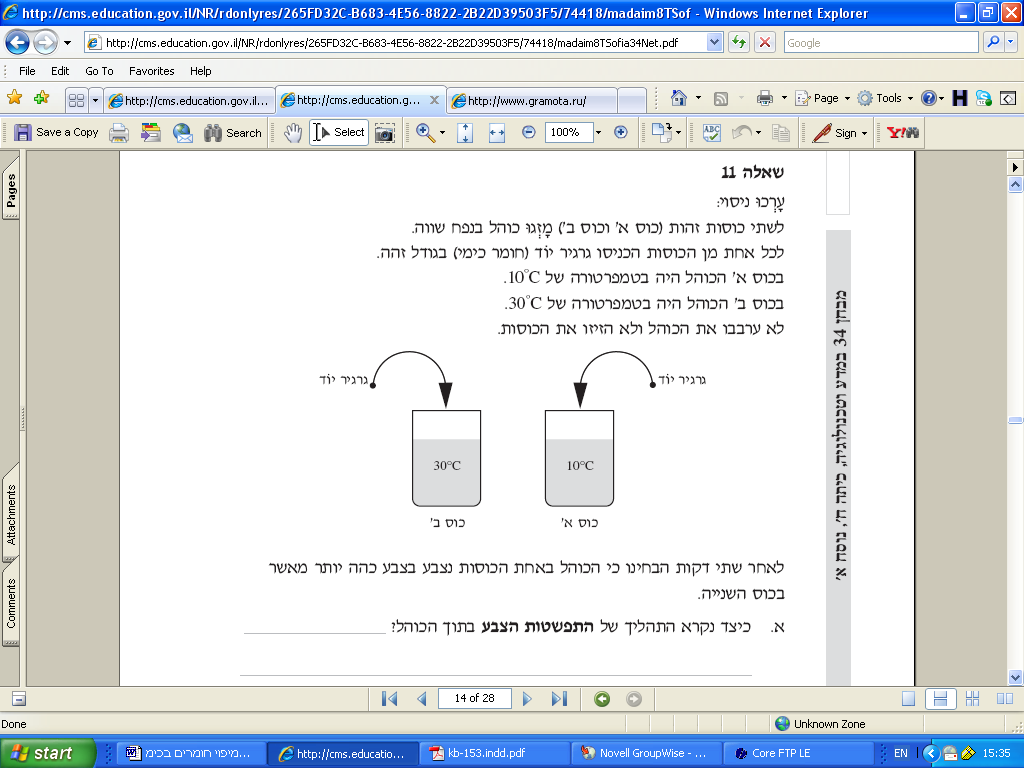 http://cms.education.gov.il/NR/rdonlyres/265FD32C-B683-4E56-8822-2B22D39503F5/74418/madaim8TSof - Windows Internet Explorer
http://cms.education.gov.il/NR/rdonlyres/265FD32C-B683-4E56-8822-2B22D39503F5/74418/madaim8TSofia34Net.pdf
Google
File Edit Go To Favorites Help
http://cms.education.gov.il... http://cms.education.g... http://www.gramota.ru/ Page Tools
Save a Copy Search Select 100% Sign Y!
Pages
Attachments
Comments
שאלה 11
עָרְכוּ ניסוי:
לשתי כוסות זהות (כוס א' וכוס ב') מָזְגוּ כוהל בנפח שווה.
לכל אחת מן הכוסות הכניסו גרגיר יוֹד (חומר כימי) בגודל זהה.
בכוס א' הכוהל היה בטמפרטורה של 10°C.
בכוס ב' הכוהל היה בטמפרטורה של 30°C.
לא ערבבו את הכוהל ולא הזיזו את הכוסות.
גרגיר יוֹד
גרגיר יוֹד
10°C
30°C
כוס א'
כוס ב'
לאחר שתי דקות הבחינו כי הכוהל באחת הכוסות נצבע בצבע כהה יותר מאשר
בכוס השנייה.
א. כיצד נקרא התהליך של התפשטות הצבע בתוך הכוהל?
מבחן 34 במדע וטכנולוגיה, כיתה ח', נוסח א'
14 of 28
Done Unknown Zone
start מיפוי חומרים בכימ... http://cms.educatio... kb-153.indd.pdf Novell GroupWise - ... Core FTP LE EN 15:35